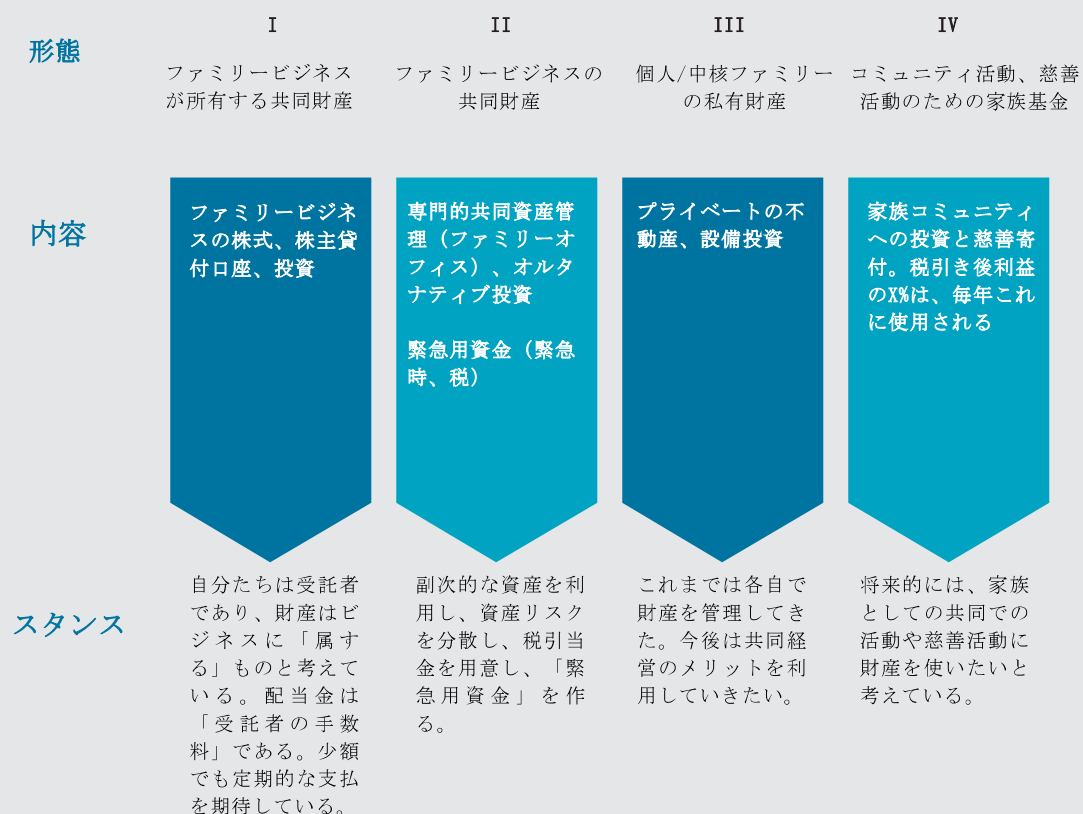 形態
I
ファミリービジネス
が所有する共同財産
II
ファミリービジネスの
共同財産
III
個人/中核ファミリー
の私有財産
IV
コミュニティ活動、慈善
活動のための家族基金
内容
ファミリービジネ
スの株式、株主貸
付口座、投資
専門的共同資産管
理（ファミリーオ
フィス）、オルタ
ナティブ投資
緊急用資金（緊急
時、税）
プライベートの不
動産、設備投資
家族コミュニティ
への投資と慈善寄
付。税引き後利益
のX%は、毎年これ
に使用される
スタンス
自分たちは受託者
であり、財産はビ
ジネスに「属す
る」ものと考えて
いる。配当金は
「受託者の手数
料」である。少額
でも定期的な支払
を期待している。
副次的な資産を利
用し、資産リスク
を分散し、税引当
金を用意し、「緊
急用資金」を作
る。
これまでは各自で
財産を管理してき
た。今後は共同経
営のメリットを利
用していきたい。
将来的には、家族
としての共同での
活動や慈善活動に
財産を使いたいと
考えている。